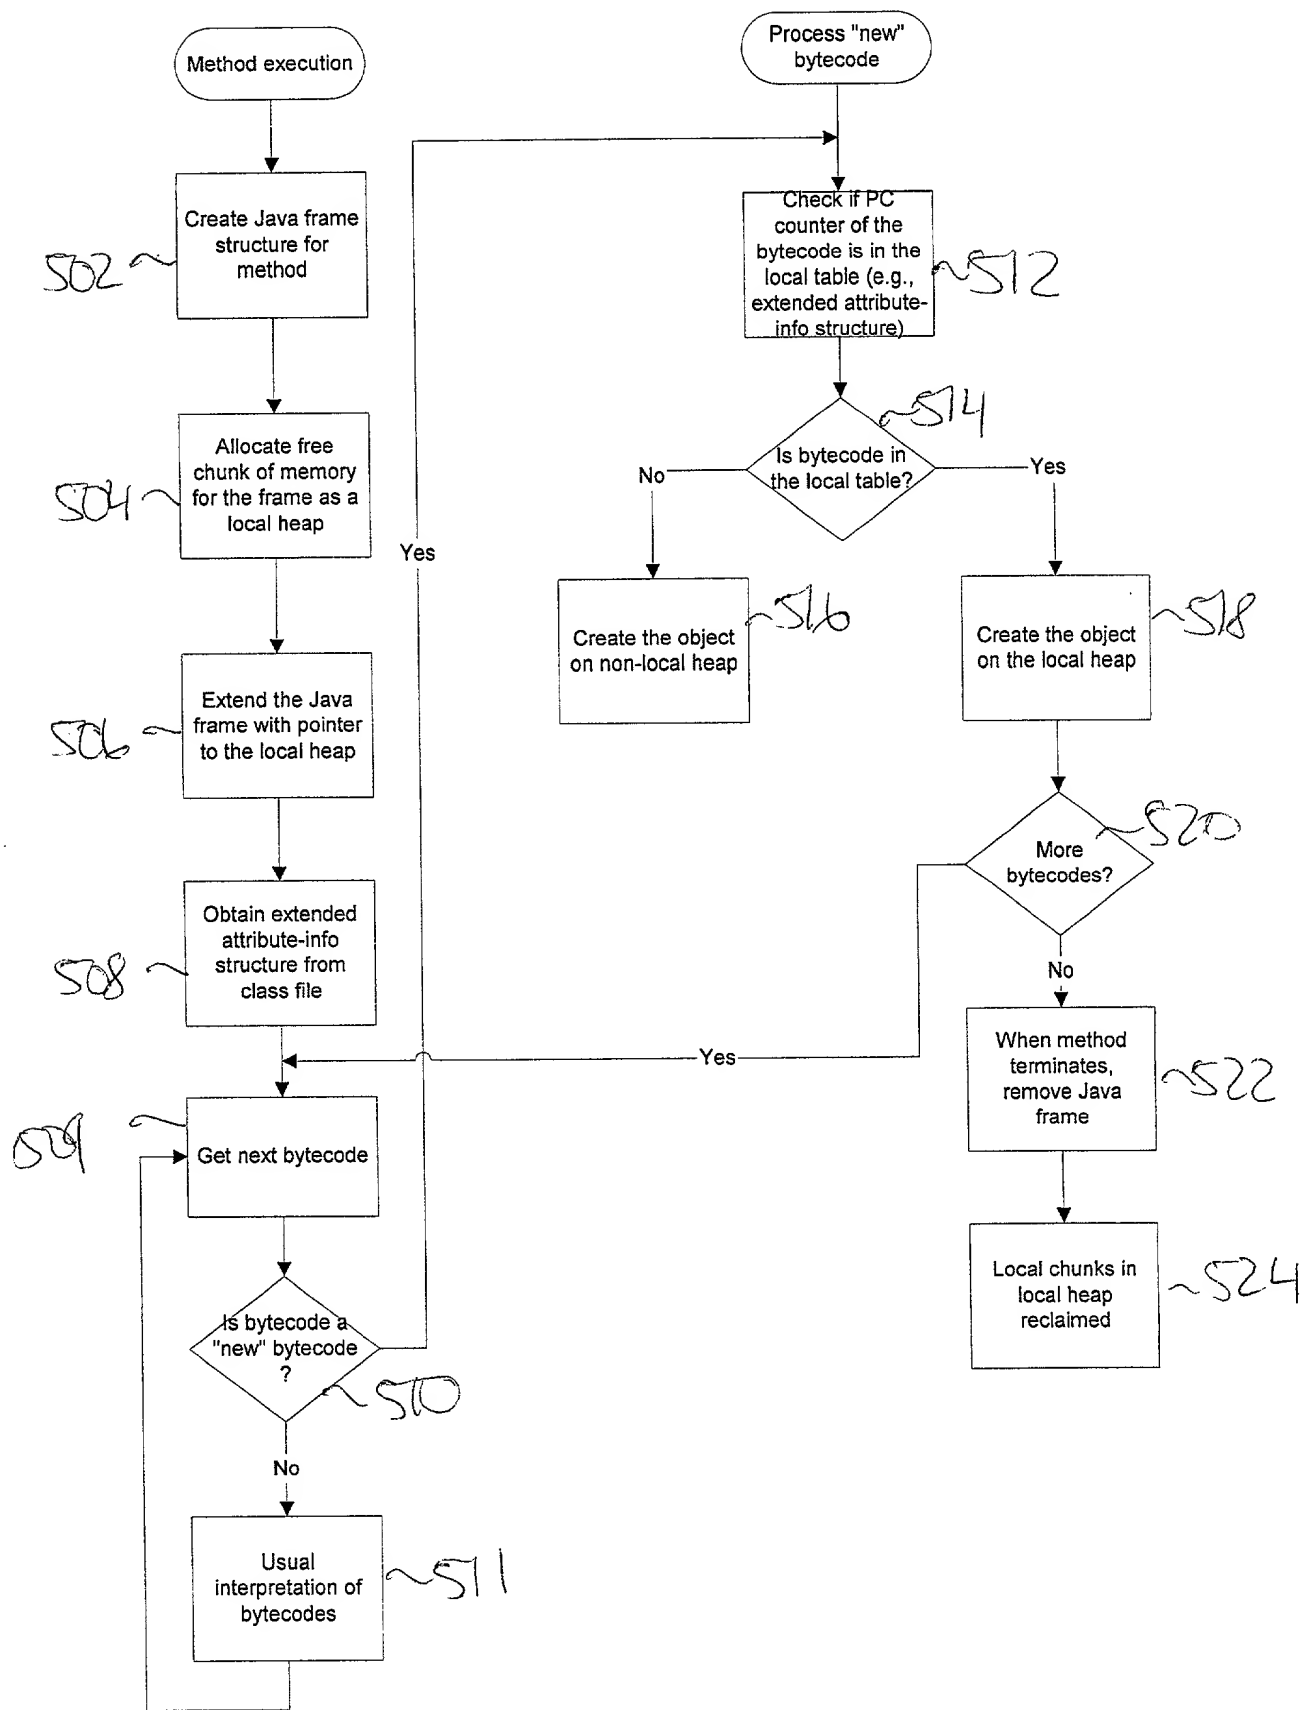 Method execution
Create Java frame
structure for
method
502
Allocate free
chunk of memory
for the frame as a
local heap
504
Extend the Java
frame with pointer
to the local heap
506
Obtain extended
attribute-info
structure from
class file
508
Get next bytecode
509
Is bytecode a
"new" bytecode
?
510
Yes
No
Usual
interpretation of
bytecodes
511
Process "new"
bytecode
Check if PC
counter of the
bytecode is in the
local table (e.g.,
extended attribute-
info structure)
512
Is bytecode in
the local table?
514
No
Yes
Create the object
on non-local heap
516
Create the object
on the local heap
518
More
bytecodes?
520
Yes
No
When method
terminates,
remove Java
frame
522
Local chunks in
local heap
reclaimed
524